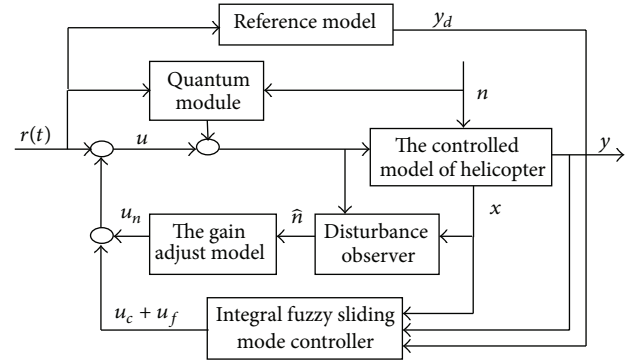 Reference model
y_d
Quantum
module
n
r(t)
u
The controlled
model of helicopter
y
x
u_n
The gain
adjust model
n̂
Disturbance
observer
u_c + u_f
Integral fuzzy sliding
mode controller